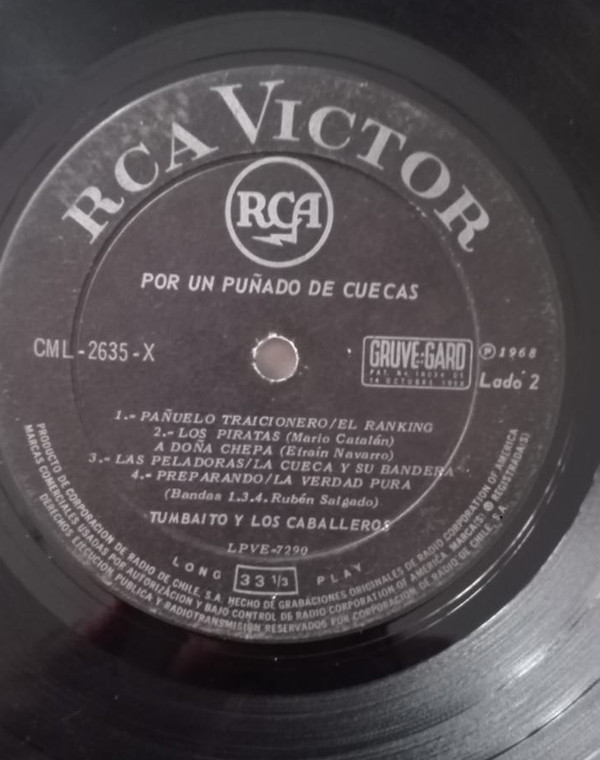 RCA VICTOR
RCA
POR UN PUÑADO DE CUECAS
CML-2635-X
GRUVE-GARD
℗1968
Lado 2
1.- PAÑUELO TRAICIONERO/EL RANKING
2.- LOS PIRATAS (Mario Catalán)
A DOÑA CHEPA (Efraín Navarro)
3.- LAS PELADORAS/LA CUECA Y SU BANDERA
4.- PREPARANDO/LA VERDAD PURA
(Bandas 1.3.4. Rubén Salgado)
TUMBAITO Y LOS CABALLEROS
LPVE-7290
LONG 33 1/3 PLAY
PRODUCTO DE CORPORACION DE RADIO DE CHILE, S.A. HECHO DE GRABACIONES ORIGINALES DE RADIO CORPORATION OF AMERICA
MARCAS COMERCIALES USADAS POR AUTORIZACION Y BAJO CONTROL DE RADIO CORPORATION OF AMERICA. MARCA(S) ® REGISTRADA(S)
DERECHOS EJECUCION PUBLICA Y RADIOTRANSMISION RESERVADOS POR CORPORACION DE RADIO DE CHILE, S.A.